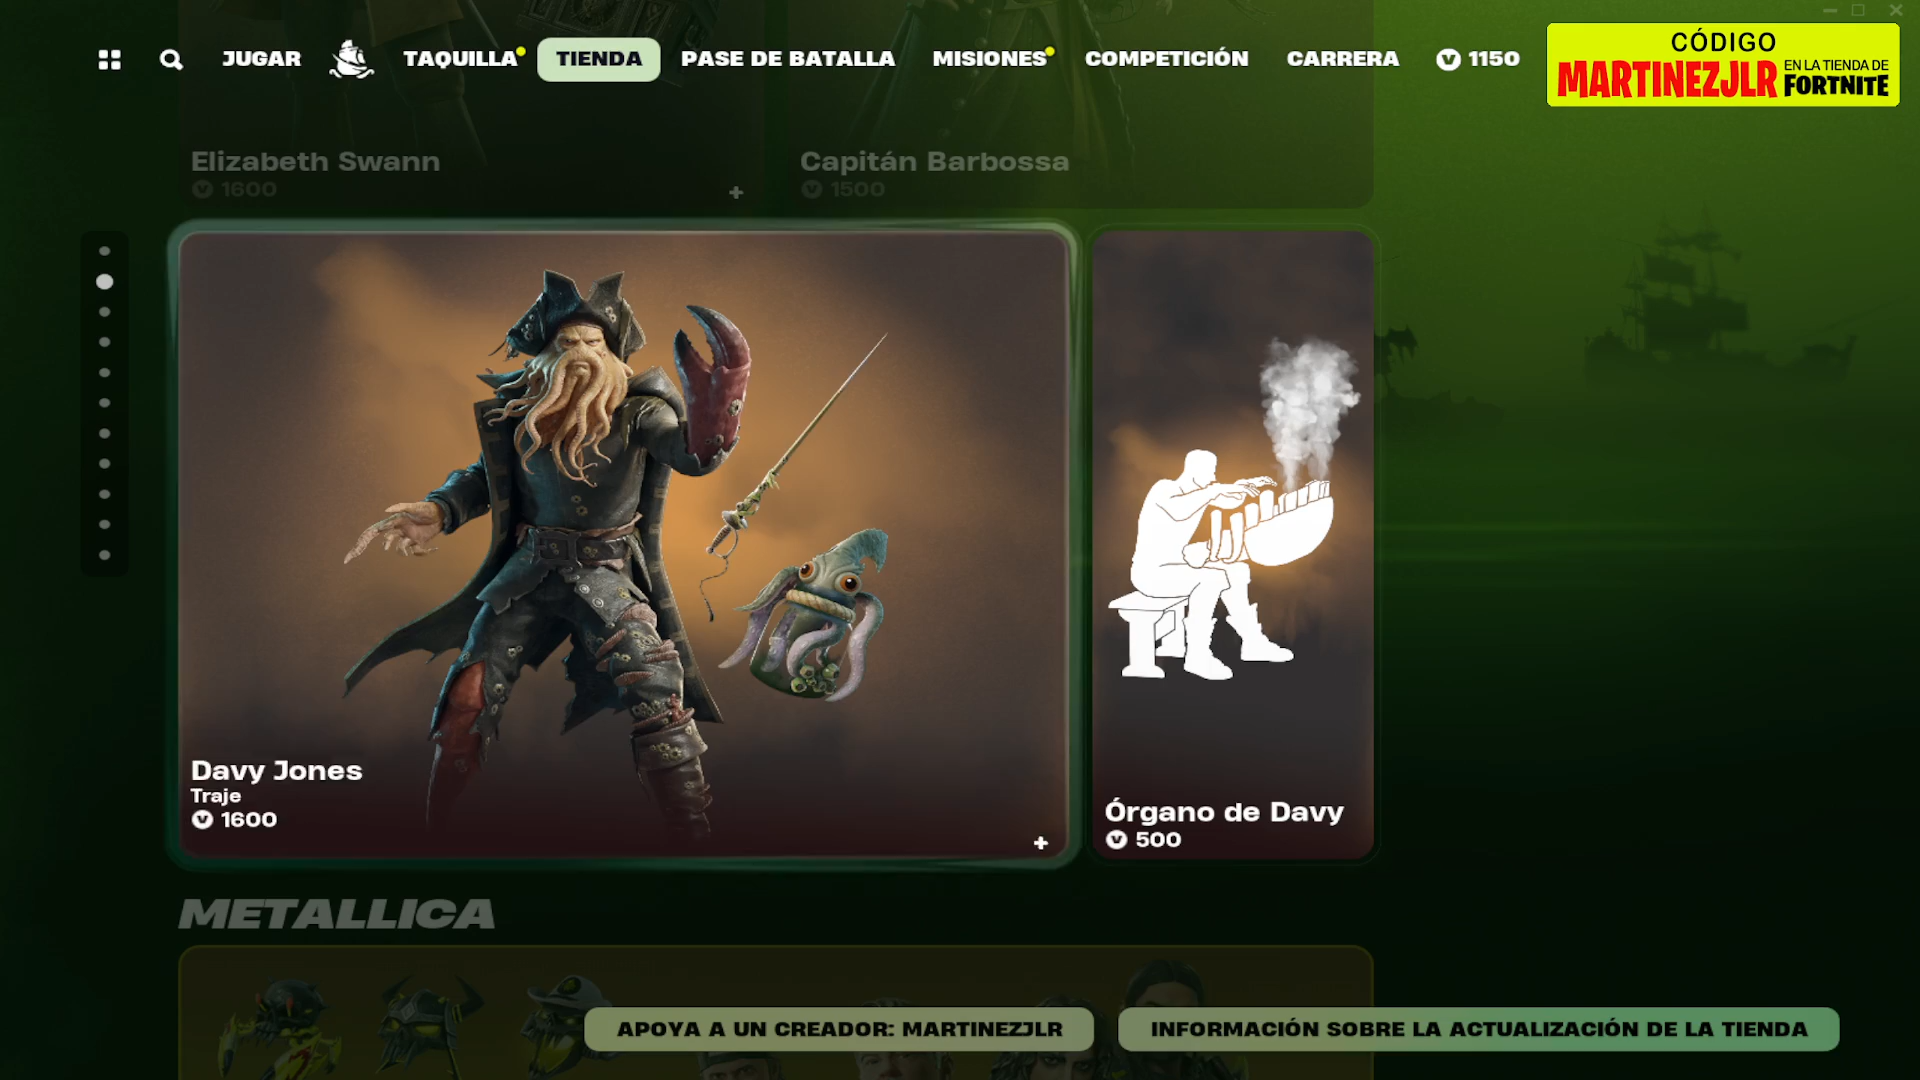 JUGAR
TAQUILLA
TIENDA
PASE DE BATALLA
MISIONES
COMPETICIÓN
CARRERA
1150
CÓDIGO
MARTINEZJLR EN LA TIENDA DE FORTNITE
Elizabeth Swann
1600
Capitán Barbossa
1500
Davy Jones
Traje
1600
Órgano de Davy
500
METALLICA
APOYA A UN CREADOR: MARTINEZJLR
INFORMACIÓN SOBRE LA ACTUALIZACIÓN DE LA TIENDA